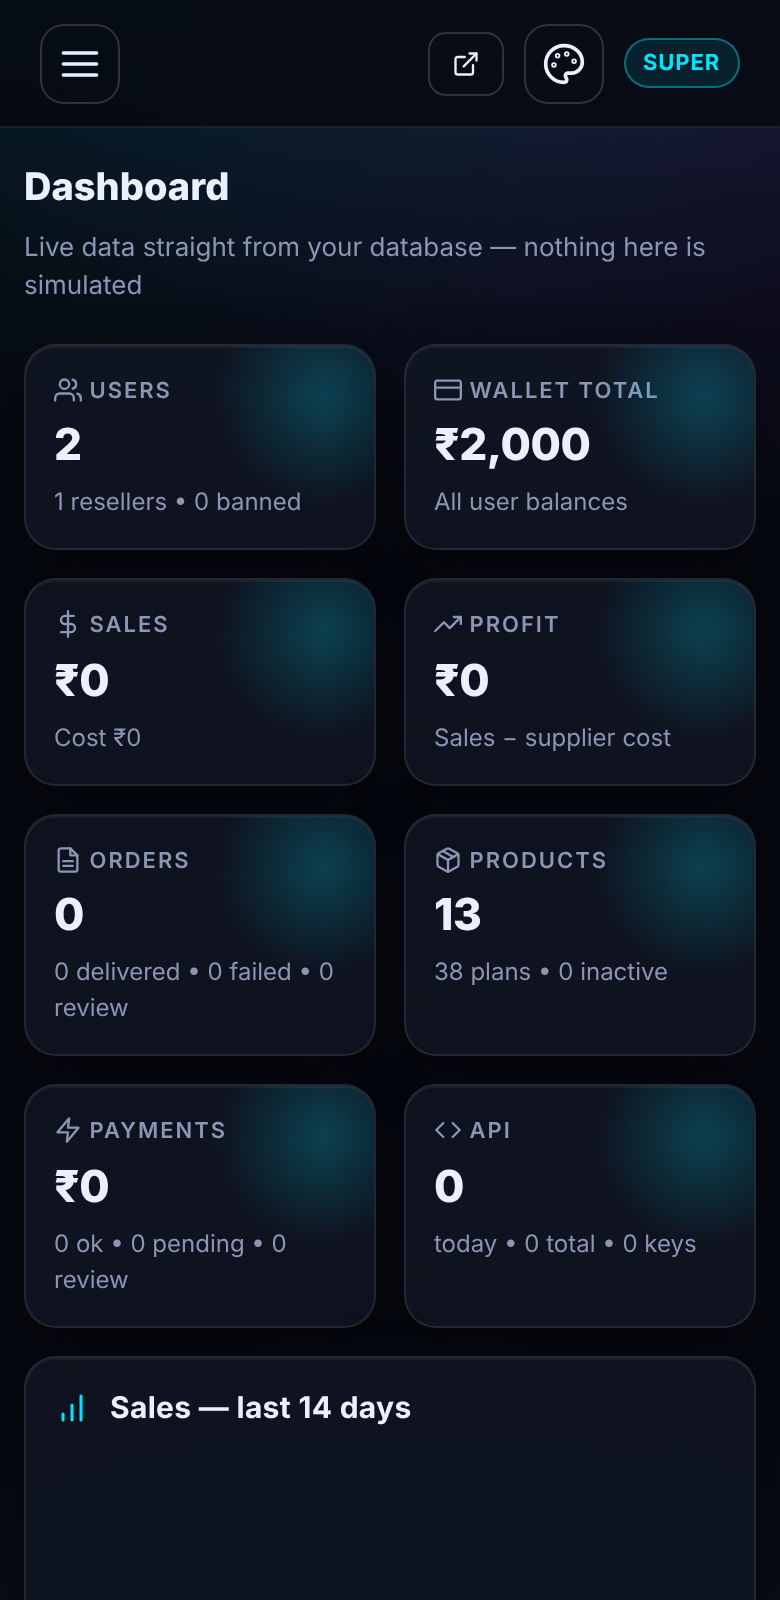 SUPER
Dashboard
Live data straight from your database — nothing here is
simulated
USERS
2
1 resellers • 0 banned
WALLET TOTAL
₹2,000
All user balances
SALES
₹0
Cost ₹0
PROFIT
₹0
Sales − supplier cost
ORDERS
0
0 delivered • 0 failed • 0
review
PRODUCTS
13
38 plans • 0 inactive
PAYMENTS
₹0
0 ok • 0 pending • 0
review
API
0
today • 0 total • 0 keys
Sales — last 14 days